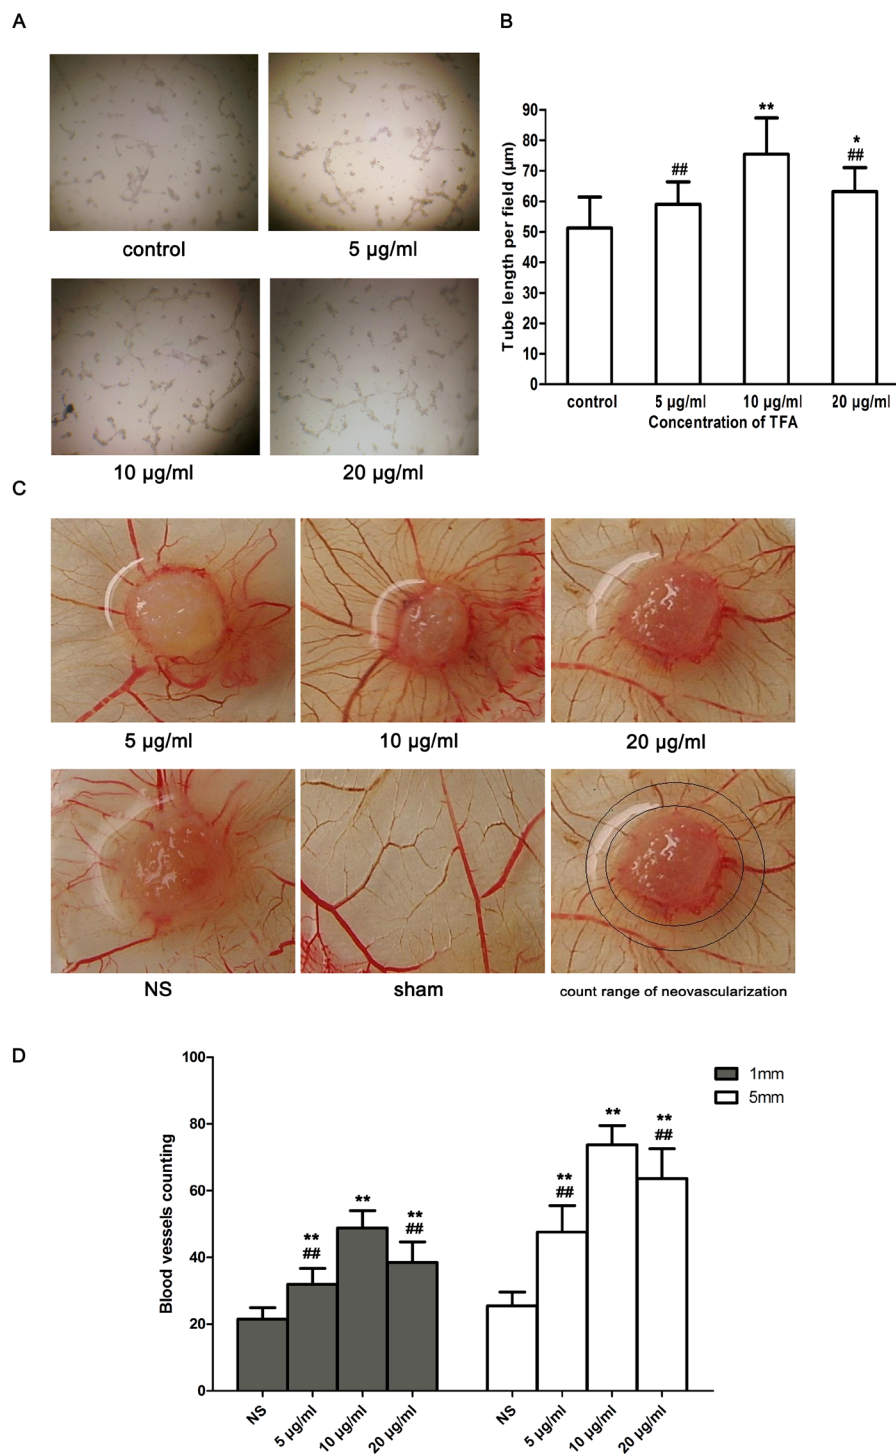 A
control
5 µg/ml
10 µg/ml
20 µg/ml
B
Tube length per field (µm)
90
80
70
60
50
40
30
20
10
0
##
**
*
##
control
5 µg/ml
10 µg/ml
20 µg/ml
Concentration of TFA
C
5 µg/ml
10 µg/ml
20 µg/ml
NS
sham
count range of neovascularization
D
Blood vessels counting
100
80
60
40
20
0
**
##
**
**
##
**
##
**
**
##
1mm
5mm
NS
5 µg/ml
10 µg/ml
20 µg/ml
NS
5 µg/ml
10 µg/ml
20 µg/ml